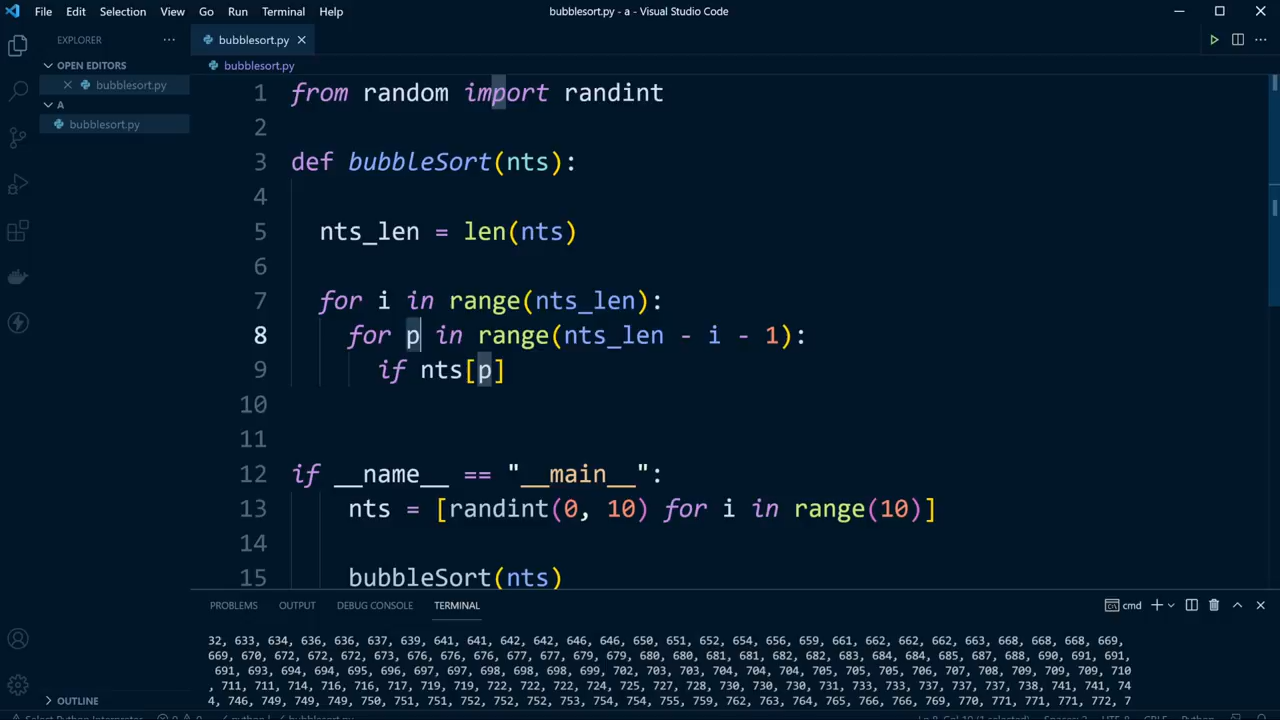 File Edit Selection View Go Run Terminal Help bubblesort.py - a - Visual Studio Code
EXPLORER ··· bubblesort.py
OPEN EDITORS bubblesort.py
bubblesort.py
A
bubblesort.py
1 from random import randint
2
3 def bubbleSort(nts):
4
5 nts_len = len(nts)
6
7 for i in range(nts_len):
8 for p in range(nts_len - i - 1):
9 if nts[p]
10
11
12 if __name__ == "__main__":
13 nts = [randint(0, 10) for i in range(10)]
14
15 bubbleSort(nts)
PROBLEMS OUTPUT DEBUG CONSOLE TERMINAL cmd
32, 633, 634, 636, 636, 637, 639, 641, 641, 642, 642, 646, 646, 650, 651, 652, 654, 656, 659, 661, 662, 662, 663, 668, 668, 668, 669,
669, 670, 672, 672, 673, 676, 676, 676, 677, 677, 679, 679, 680, 680, 681, 681, 682, 682, 683, 684, 684, 685, 687, 688, 690, 691, 691,
691, 693, 694, 694, 695, 696, 697, 697, 698, 698, 698, 699, 702, 703, 703, 704, 704, 704, 705, 705, 705, 706, 707, 708, 709, 709, 710
, 711, 711, 714, 716, 717, 719, 719, 722, 722, 722, 724, 725, 727, 728, 730, 730, 730, 731, 733, 733, 737, 737, 737, 738, 741, 741, 74
4, 746, 749, 749, 749, 750, 751, 752, 752, 752, 753, 754, 754, 754, 758, 759, 762, 763, 764, 766, 766, 769, 770, 771, 771, 771, 772, 7
OUTLINE